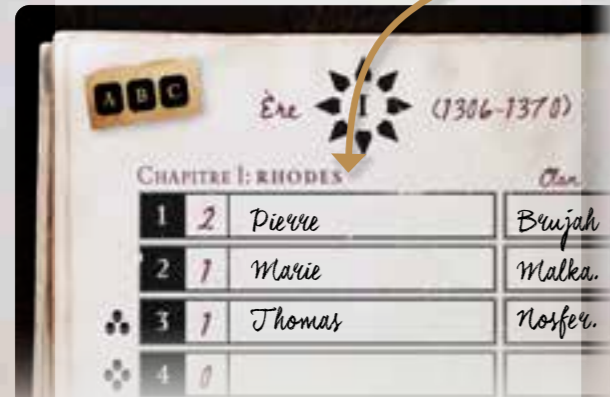 A B C
Ère I (1306-1370)
CHAPITRE I: RHODES Clan
1 2 Pierre Brujah
2 1 Marie Malka.
3 1 Thomas Nosfer.
4 0